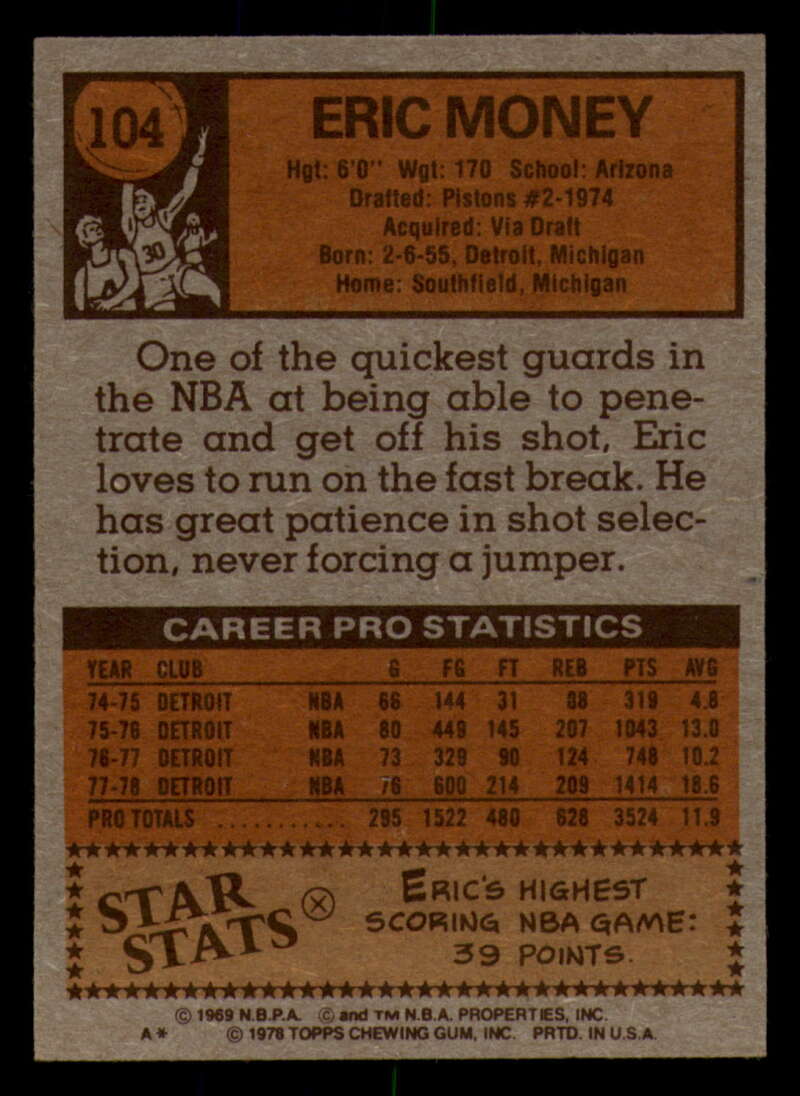 104
30
ERIC MONEY
Hgt: 6'0" Wgt: 170 School: Arizona
Drafted: Pistons #2-1974
Acquired: Via Draft
Born: 2-6-55, Detroit, Michigan
Home: Southfield, Michigan
One of the quickest guards in
the NBA at being able to pene-
trate and get off his shot, Eric
loves to run on the fast break. He
has great patience in shot selec-
tion, never forcing a jumper.
CAREER PRO STATISTICS
YEAR CLUB G FG FT REB PTS AVG
74-75 DETROIT NBA 66 144 31 88 319 4.8
75-76 DETROIT NBA 80 449 145 207 1043 13.0
76-77 DETROIT NBA 73 329 90 124 748 10.2
77-78 DETROIT NBA 76 600 214 209 1414 18.6
PRO TOTALS ........... 295 1522 480 628 3524 11.9
STAR
STATS
ERIC'S HIGHEST
SCORING NBA GAME:
39 POINTS.
© 1969 N.B.P.A. © and TM N.B.A. PROPERTIES, INC.
A* © 1978 TOPPS CHEWING GUM, INC. PRTD. IN U.S.A.